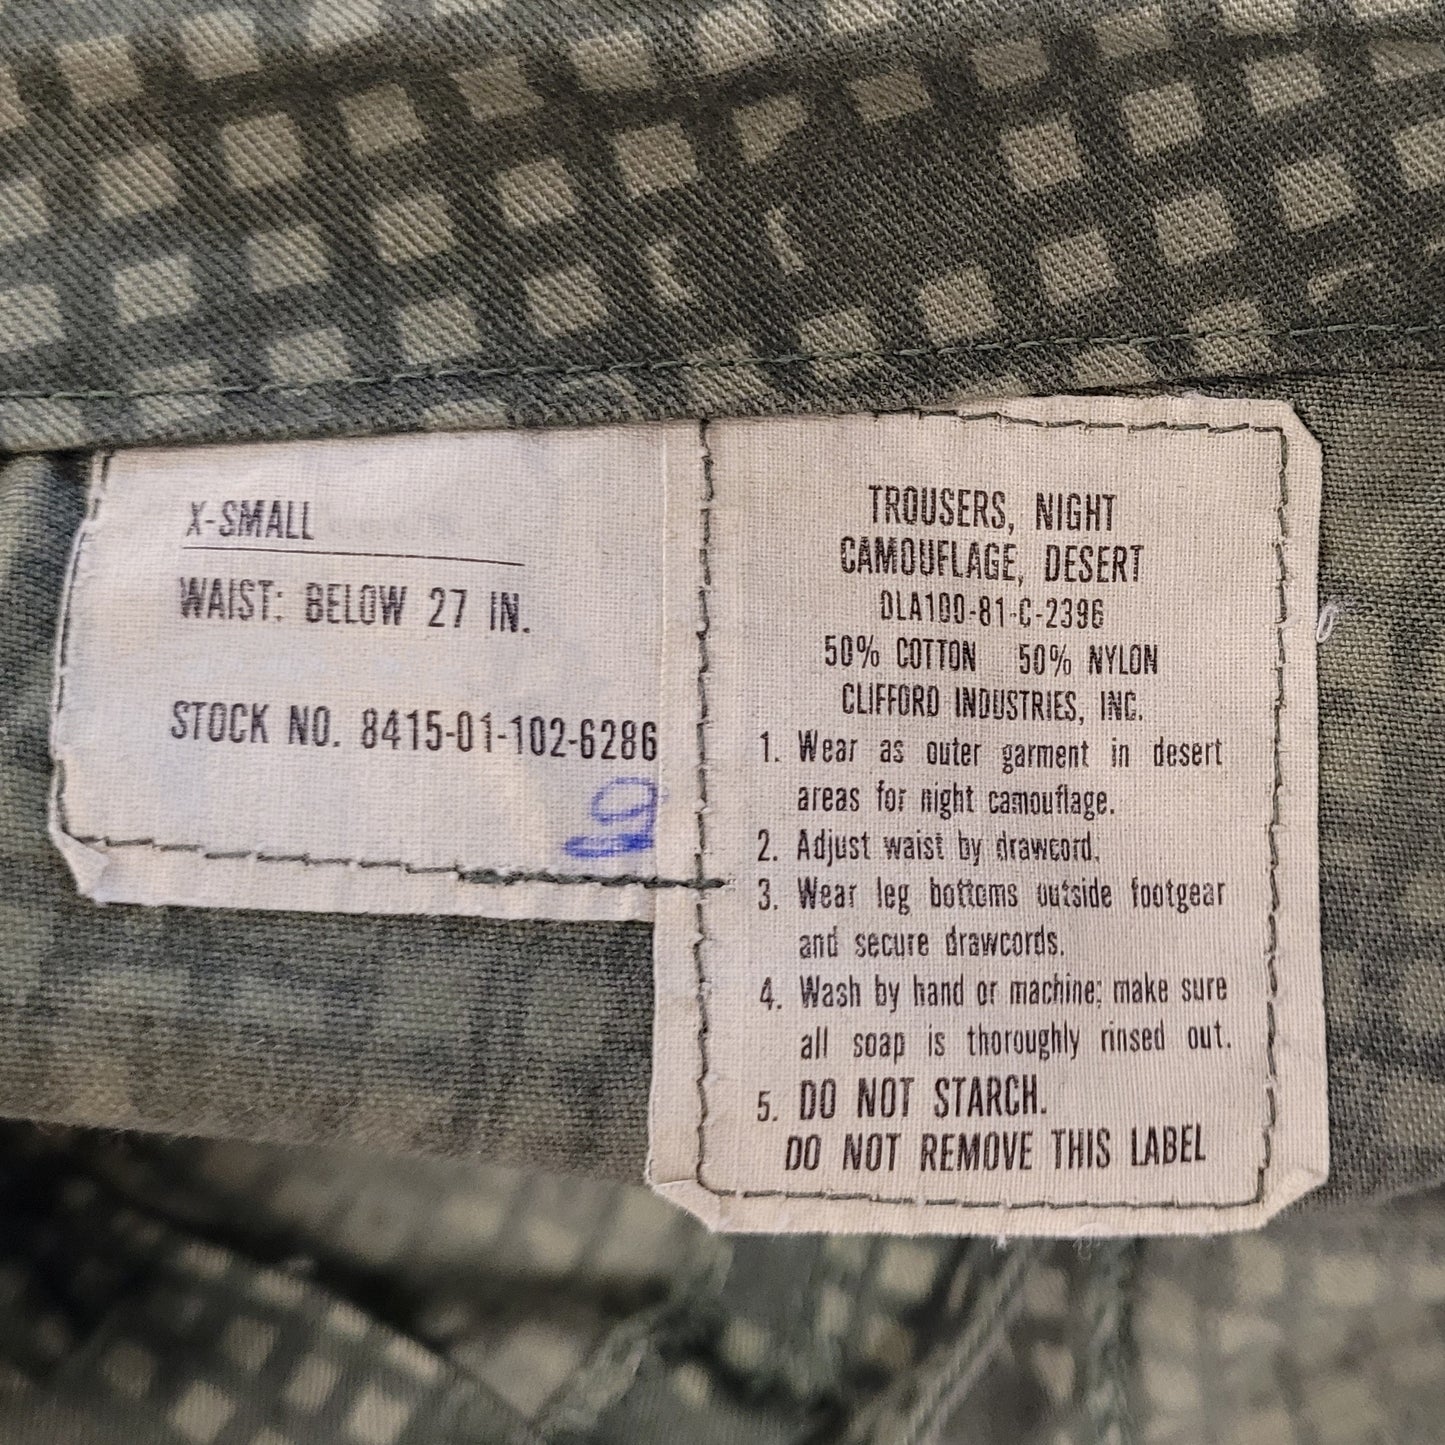 X-SMALL
WAIST: BELOW 27 IN.
STOCK NO. 8415-01-102-6286
TROUSERS, NIGHT
CAMOUFLAGE, DESERT
DLA100-81-C-2396
50% COTTON 50% NYLON
CLIFFORD INDUSTRIES, INC.
1. Wear as outer garment in desert
areas for night camouflage.
2. Adjust waist by drawcord.
3. Wear leg bottoms outside footgear
and secure drawcords.
4. Wash by hand or machine; make sure
all soap is thoroughly rinsed out.
5. DO NOT STARCH.
DO NOT REMOVE THIS LABEL